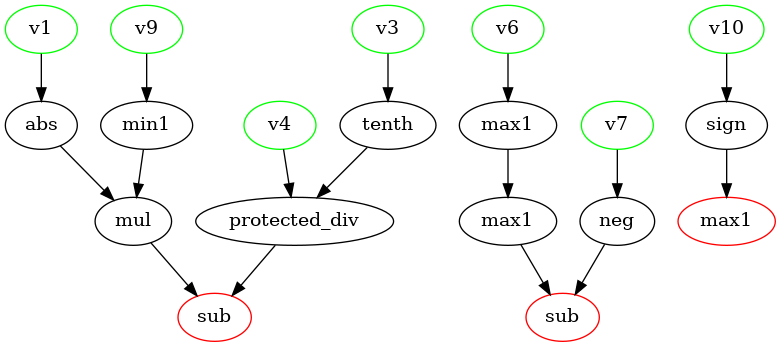 v1
v9
v3
v6
v10
abs
min1
v4
tenth
max1
v7
sign
mul
protected_div
max1
neg
max1
sub
sub